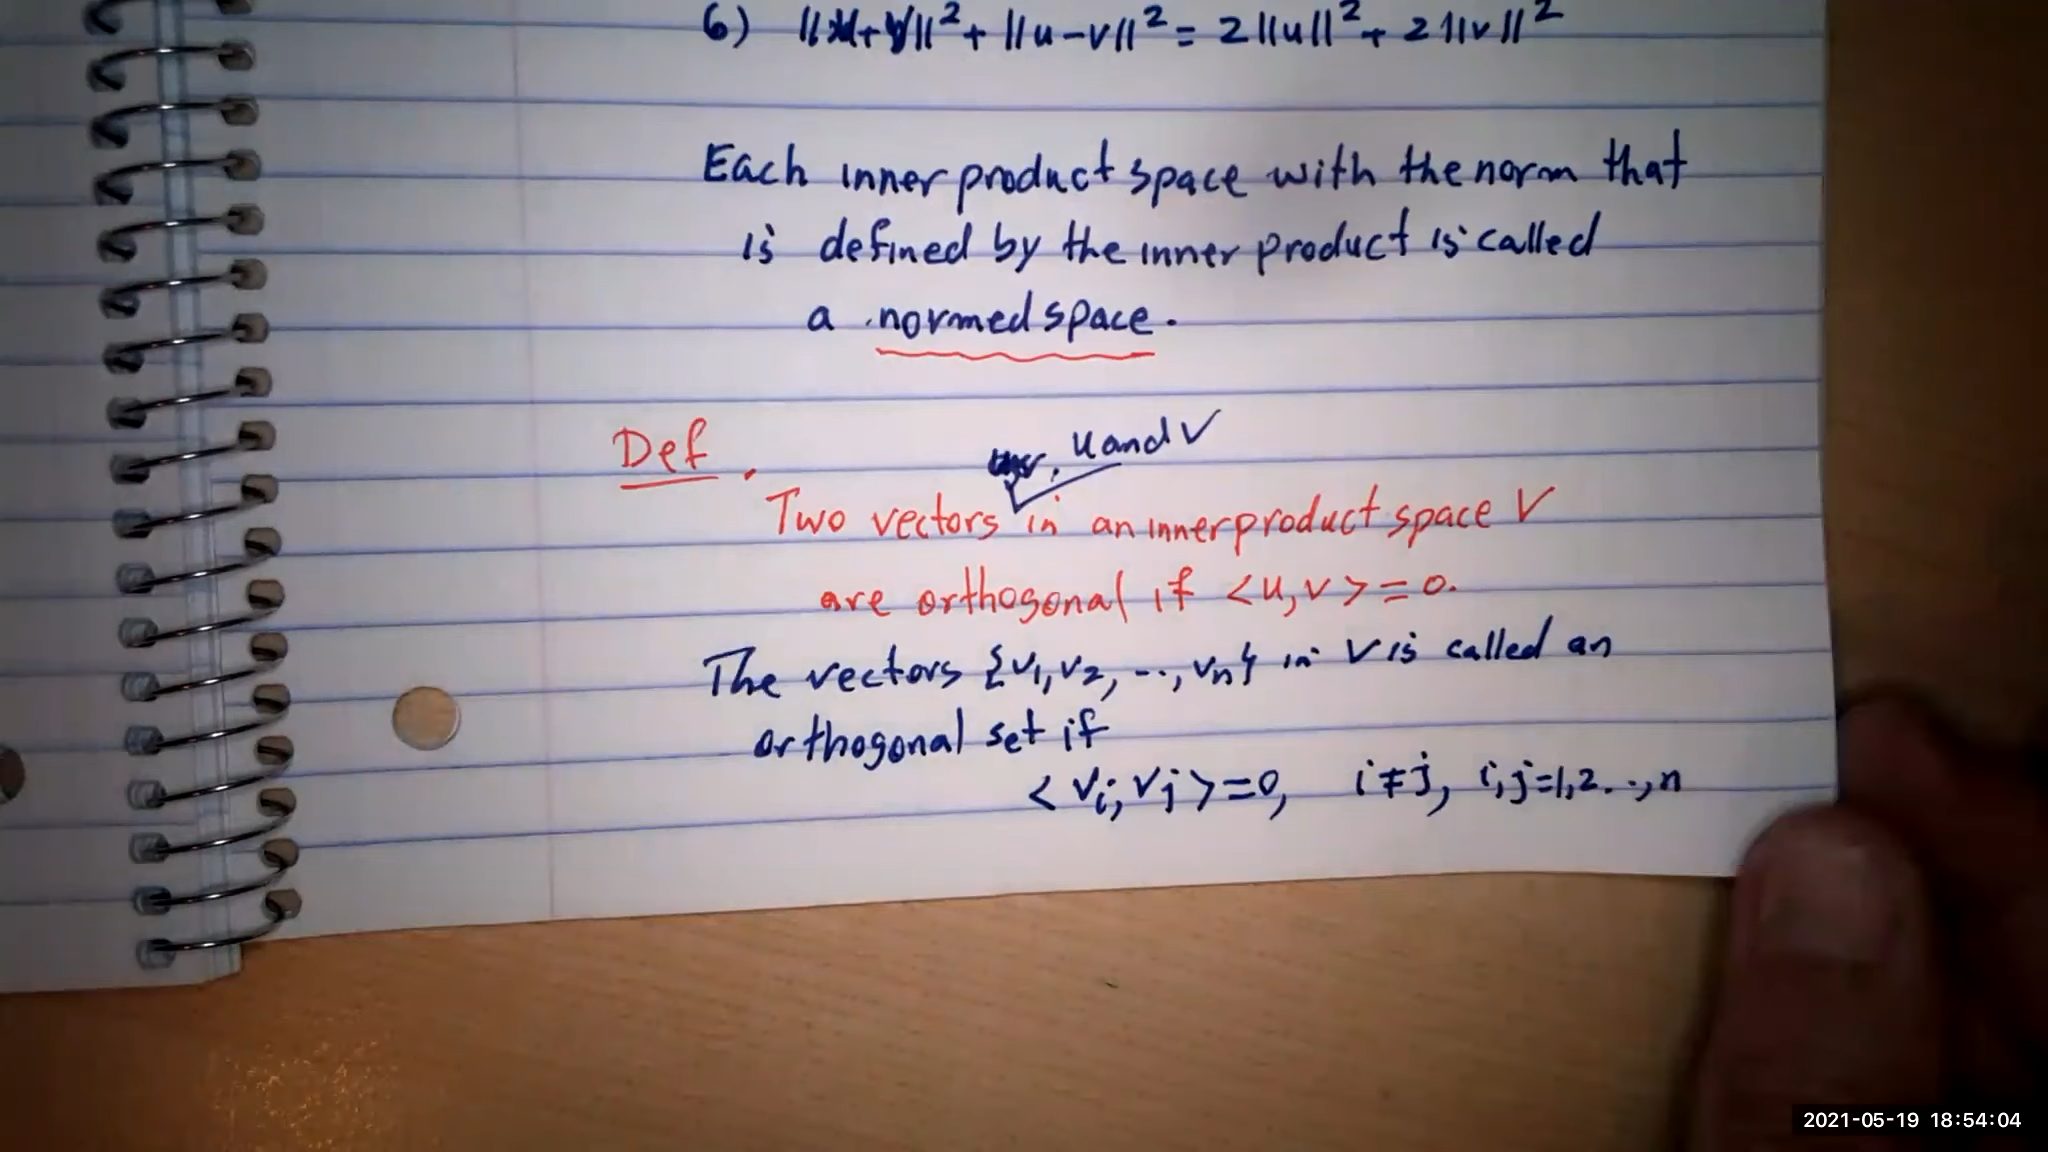 6) ||u+v||² + ||u-v||² = 2||u||² + 2||v||²
Each inner product space with the norm that
is defined by the inner product is called
a normed space.
Def.
u and v
Two vectors in an inner product space V
are orthogonal if <u,v>=0.
The vectors {v₁, v₂, ..., vₙ} in V is called an
orthogonal set if
<vᵢ, vⱼ>=0, i≠j, i,j=1,2..,n
2021-05-19 18:54:04